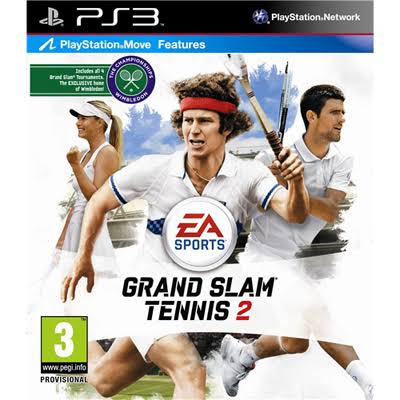 PS3
PlayStation®Network
PlayStation®Move Features
Includes all 4
Grand Slam® Tournaments.
The EXCLUSIVE home
of Wimbledon!
THE CHAMPIONSHIPS
WIMBLEDON
EA
SPORTS
GRAND SLAM®
TENNIS 2
3
www.pegi.info
PROVISIONAL